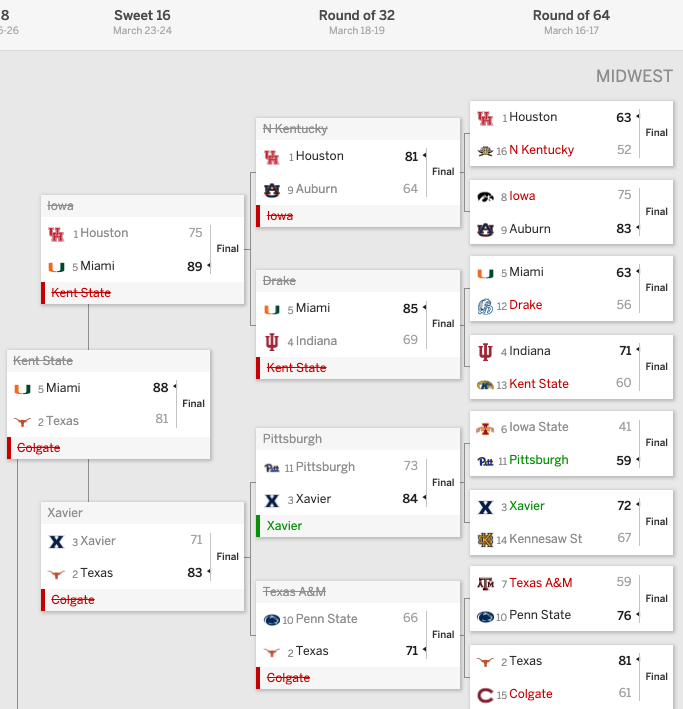 8
Sweet 16
Round of 32
Round of 64
5-26
March 23-24
March 18-19
March 16-17
MIDWEST
1 Houston 63
16 N Kentucky 52
Final
8 Iowa 75
9 Auburn 83
Final
5 Miami 63
12 Drake 56
Final
4 Indiana 71
13 Kent State 60
Final
6 Iowa State 41
11 Pittsburgh 59
Final
3 Xavier 72
14 Kennesaw St 67
Final
7 Texas A&M 59
10 Penn State 76
Final
2 Texas 81
15 Colgate 61
Final
N Kentucky
1 Houston 81
9 Auburn 64
Final
Iowa
Drake
5 Miami 85
4 Indiana 69
Final
Kent State
Pittsburgh
11 Pittsburgh 73
3 Xavier 84
Final
Xavier
Texas A&M
10 Penn State 66
2 Texas 71
Final
Colgate
Iowa
1 Houston 75
5 Miami 89
Final
Kent State
Xavier
3 Xavier 71
2 Texas 83
Final
Colgate
Kent State
5 Miami 88
2 Texas 81
Final
Colgate